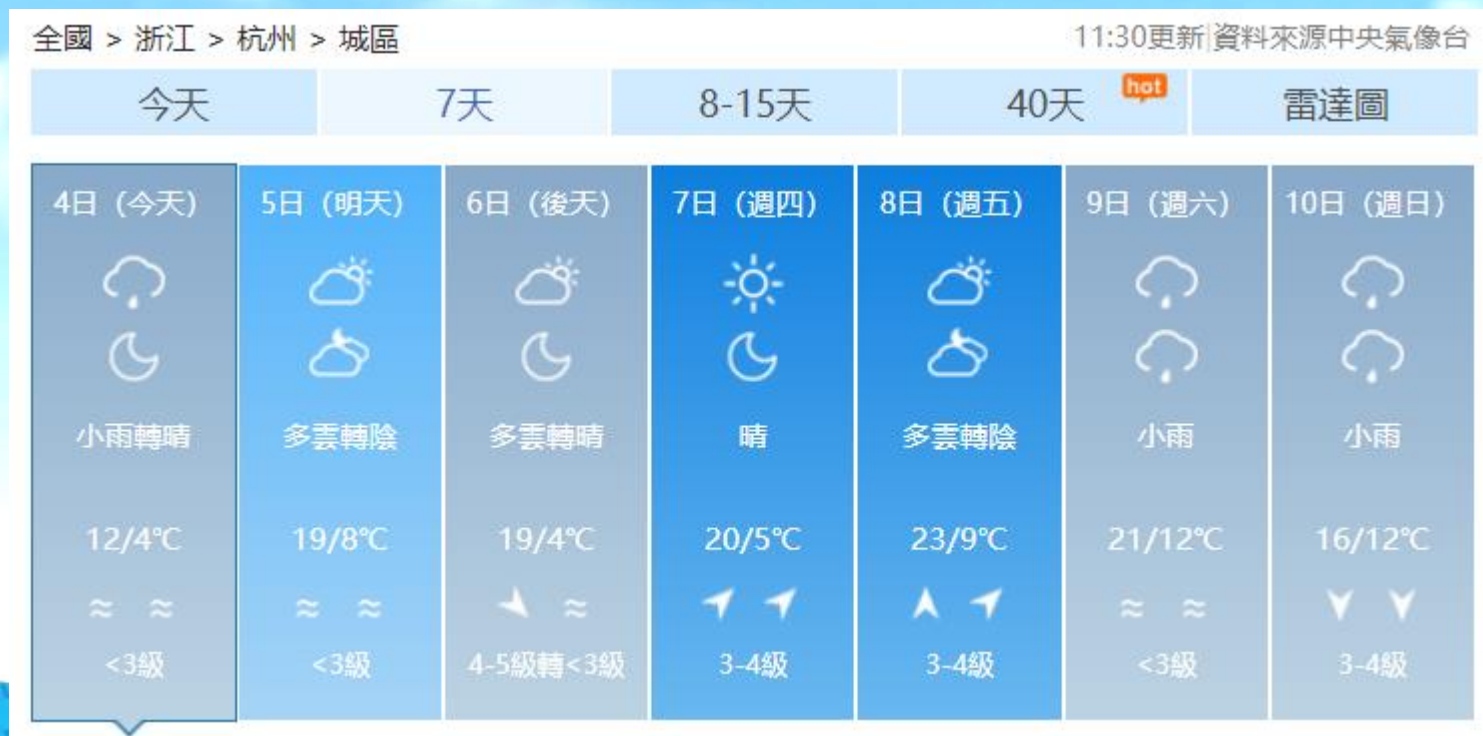 全國 > 浙江 > 杭州 > 城區
11:30更新|資料來源中央氣像台
今天 7天 8-15天 40天 hot 雷達圖
4日（今天） 5日（明天） 6日（後天） 7日（週四） 8日（週五） 9日（週六） 10日（週日）
小雨轉晴 多雲轉陰 多雲轉晴 晴 多雲轉陰 小雨 小雨
12/4℃ 19/8℃ 19/4℃ 20/5℃ 23/9℃ 21/12℃ 16/12℃
<3級 <3級 4-5級轉<3級 3-4級 3-4級 <3級 3-4級